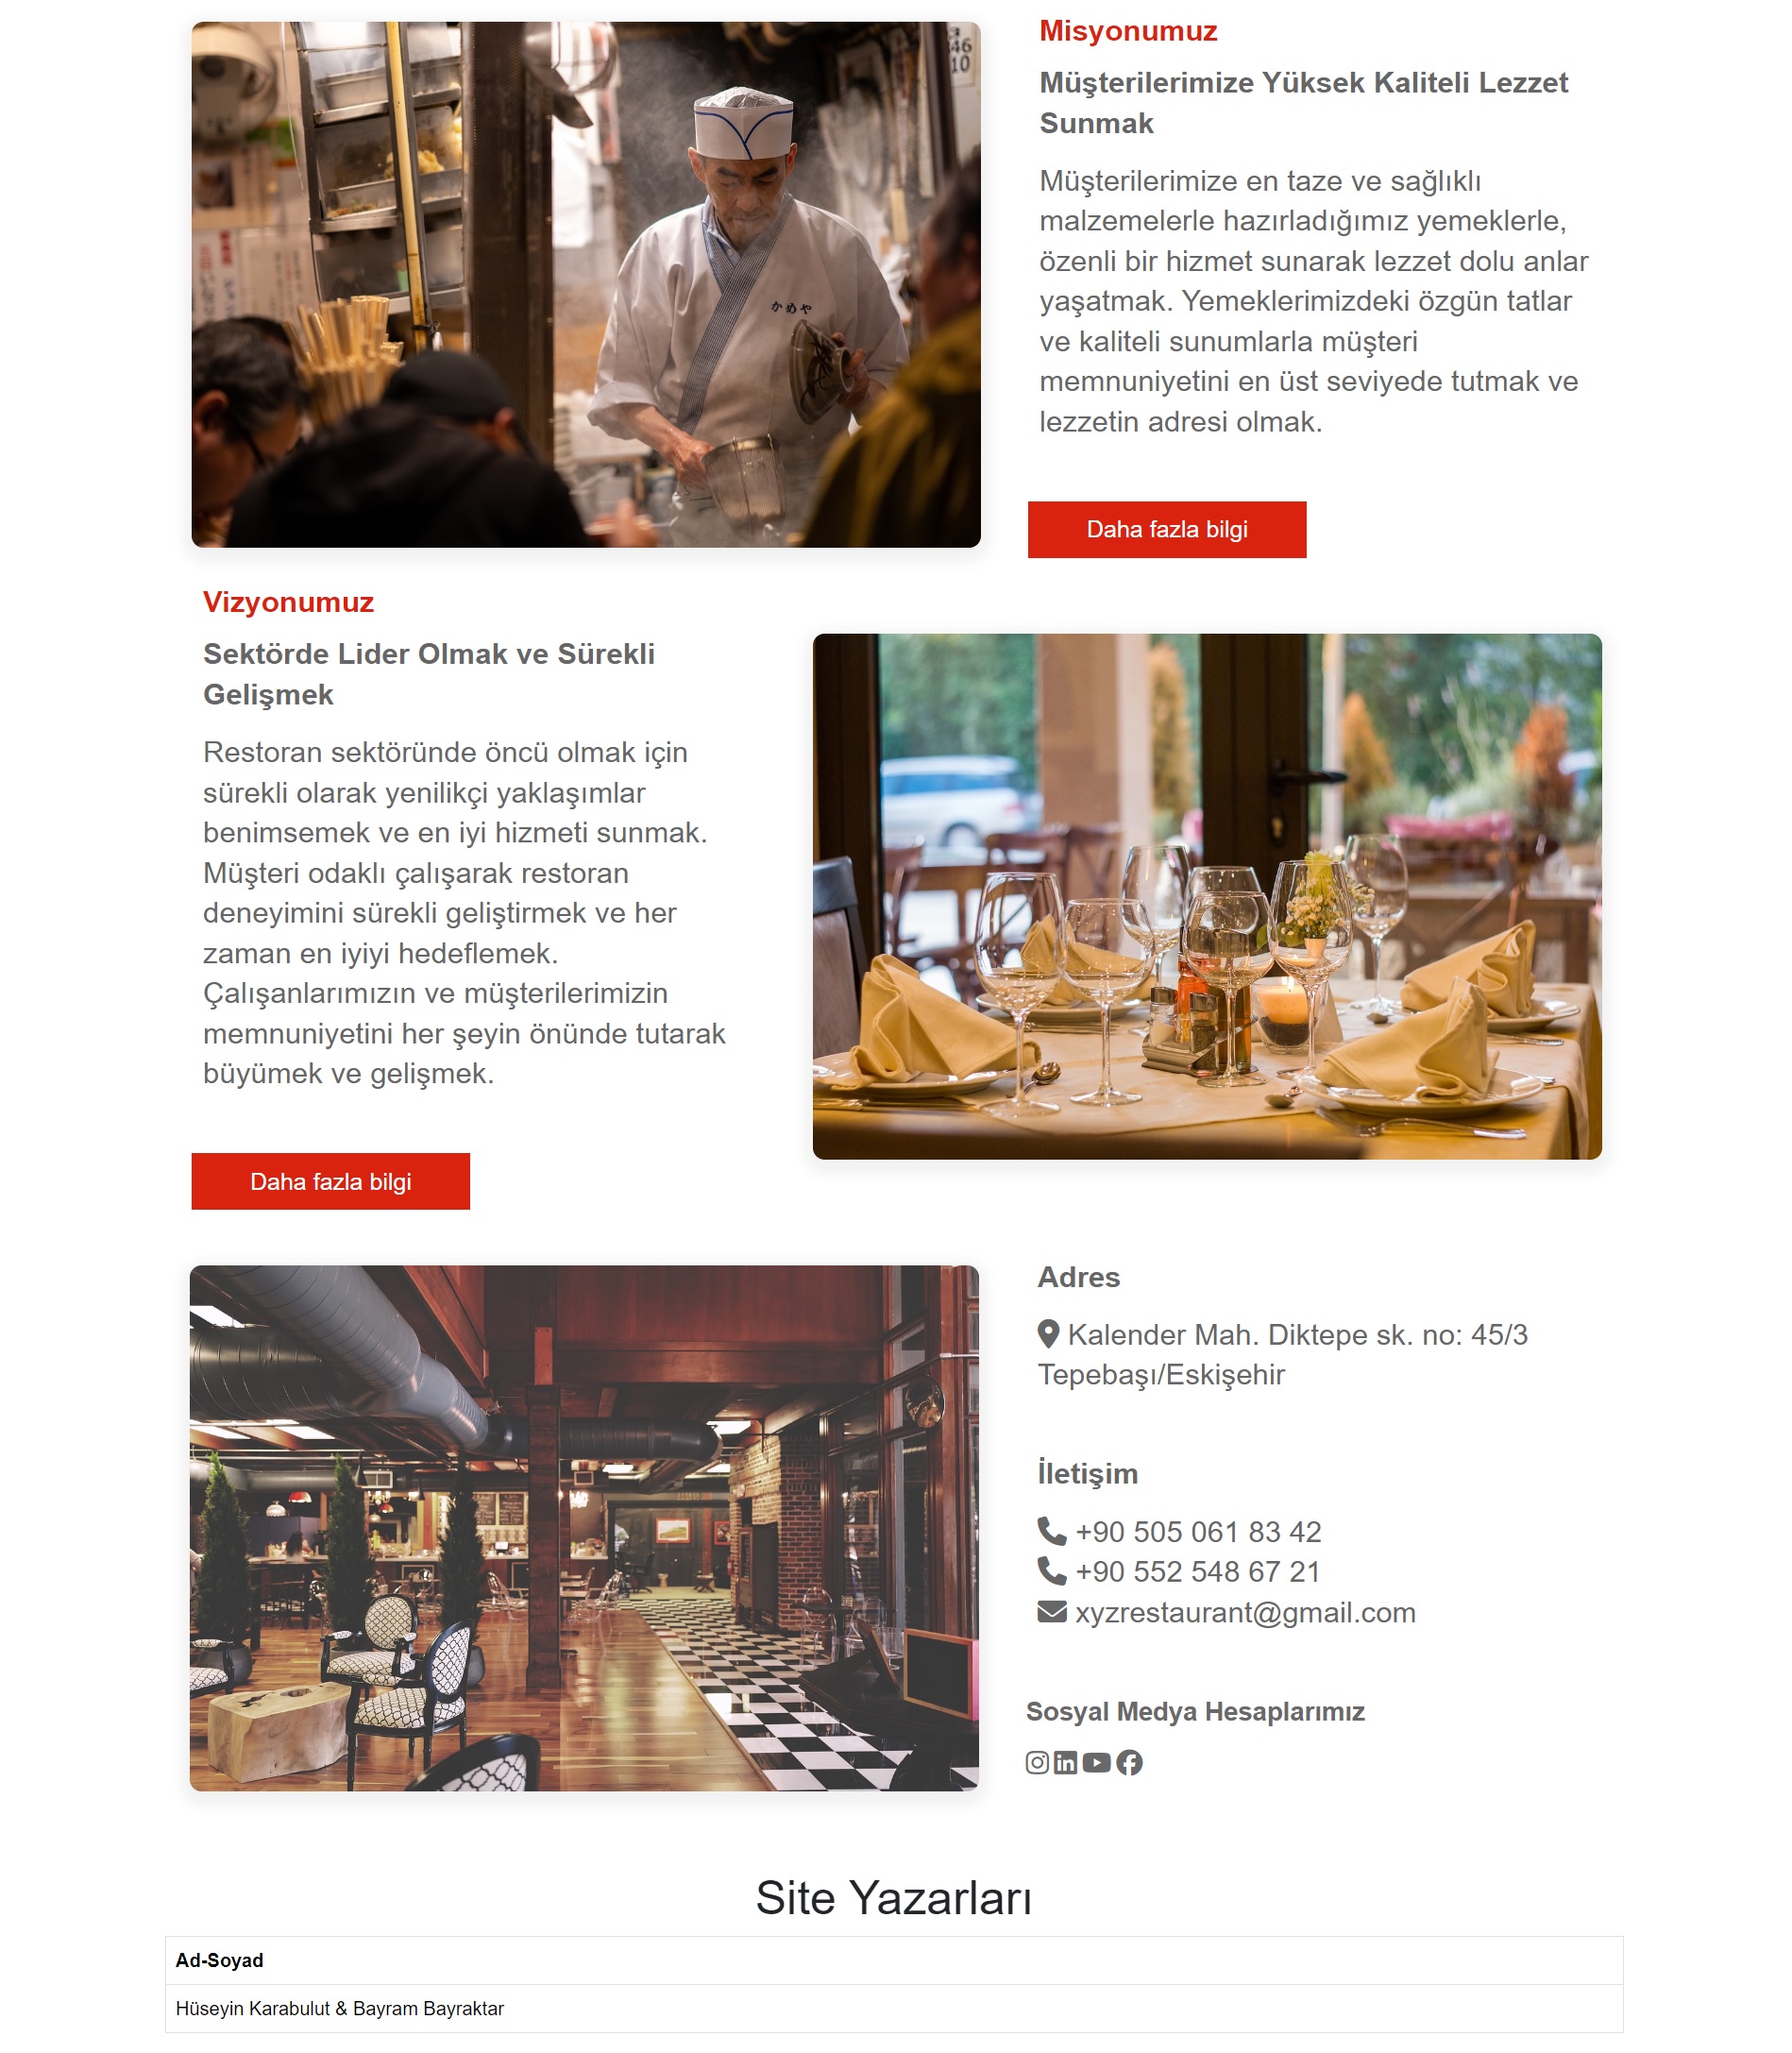 46
10
かめや
Misyonumuz
Müşterilerimize Yüksek Kaliteli Lezzet
Sunmak
Müşterilerimize en taze ve sağlıklı
malzemelerle hazırladığımız yemeklerle,
özenli bir hizmet sunarak lezzet dolu anlar
yaşatmak. Yemeklerimizdeki özgün tatlar
ve kaliteli sunumlarla müşteri
memnuniyetini en üst seviyede tutmak ve
lezzetin adresi olmak.
Daha fazla bilgi
Vizyonumuz
Sektörde Lider Olmak ve Sürekli
Gelişmek
Restoran sektöründe öncü olmak için
sürekli olarak yenilikçi yaklaşımlar
benimsemek ve en iyi hizmeti sunmak.
Müşteri odaklı çalışarak restoran
deneyimini sürekli geliştirmek ve her
zaman en iyiyi hedeflemek.
Çalışanlarımızın ve müşterilerimizin
memnuniyetini her şeyin önünde tutarak
büyümek ve gelişmek.
Daha fazla bilgi
Adres
Kalender Mah. Diktepe sk. no: 45/3
Tepebaşı/Eskişehir
İletişim
+90 505 061 83 42
+90 552 548 67 21
xyzrestaurant@gmail.com
Sosyal Medya Hesaplarımız
Site Yazarları
Ad-Soyad
Hüseyin Karabulut & Bayram Bayraktar